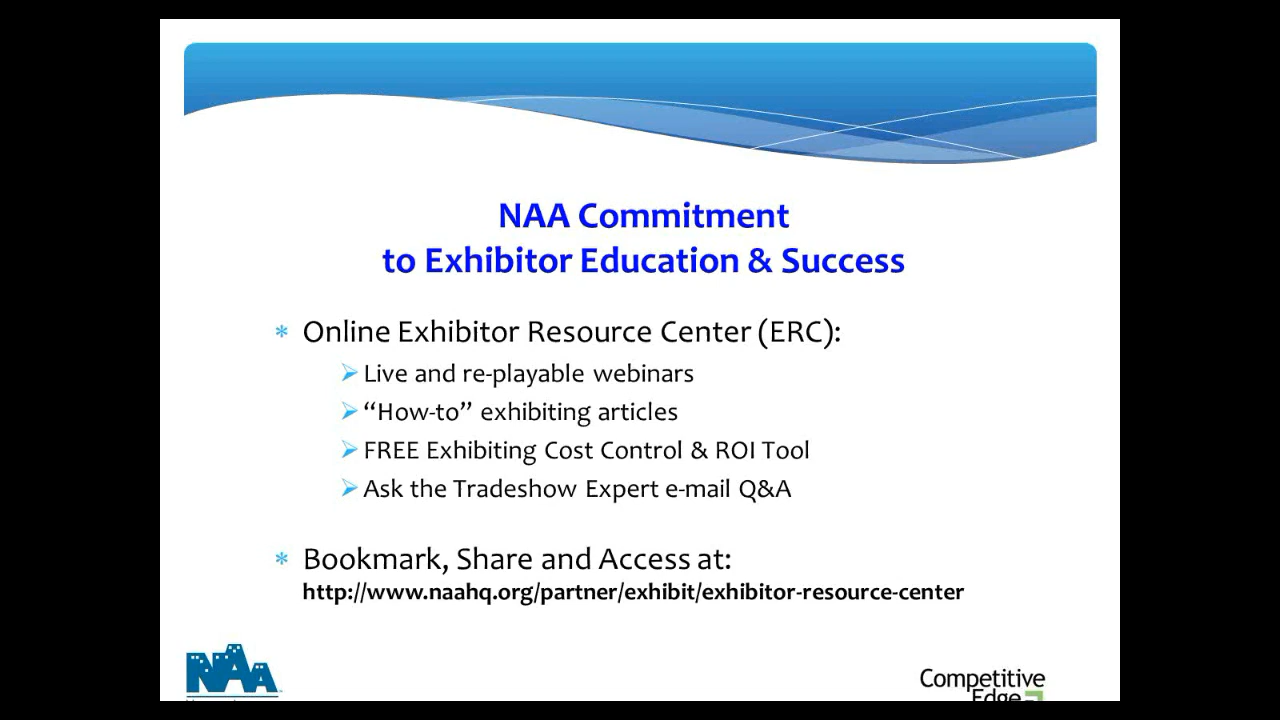 NAA Commitment
to Exhibitor Education & Success
* Online Exhibitor Resource Center (ERC):
➢ Live and re-playable webinars
➢ “How-to” exhibiting articles
➢ FREE Exhibiting Cost Control & ROI Tool
➢ Ask the Tradeshow Expert e-mail Q&A
* Bookmark, Share and Access at:
http://www.naahq.org/partner/exhibit/exhibitor-resource-center
NAA
Competitive
Edge